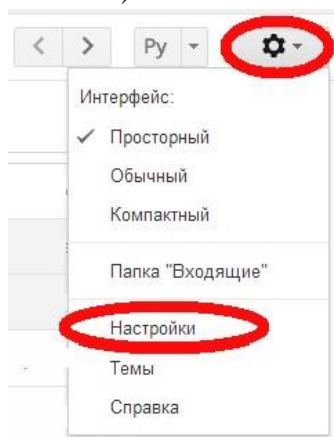 Ру
Интерфейс:
Просторный
Обычный
Компактный
Папка "Входящие"
Настройки
Темы
Справка